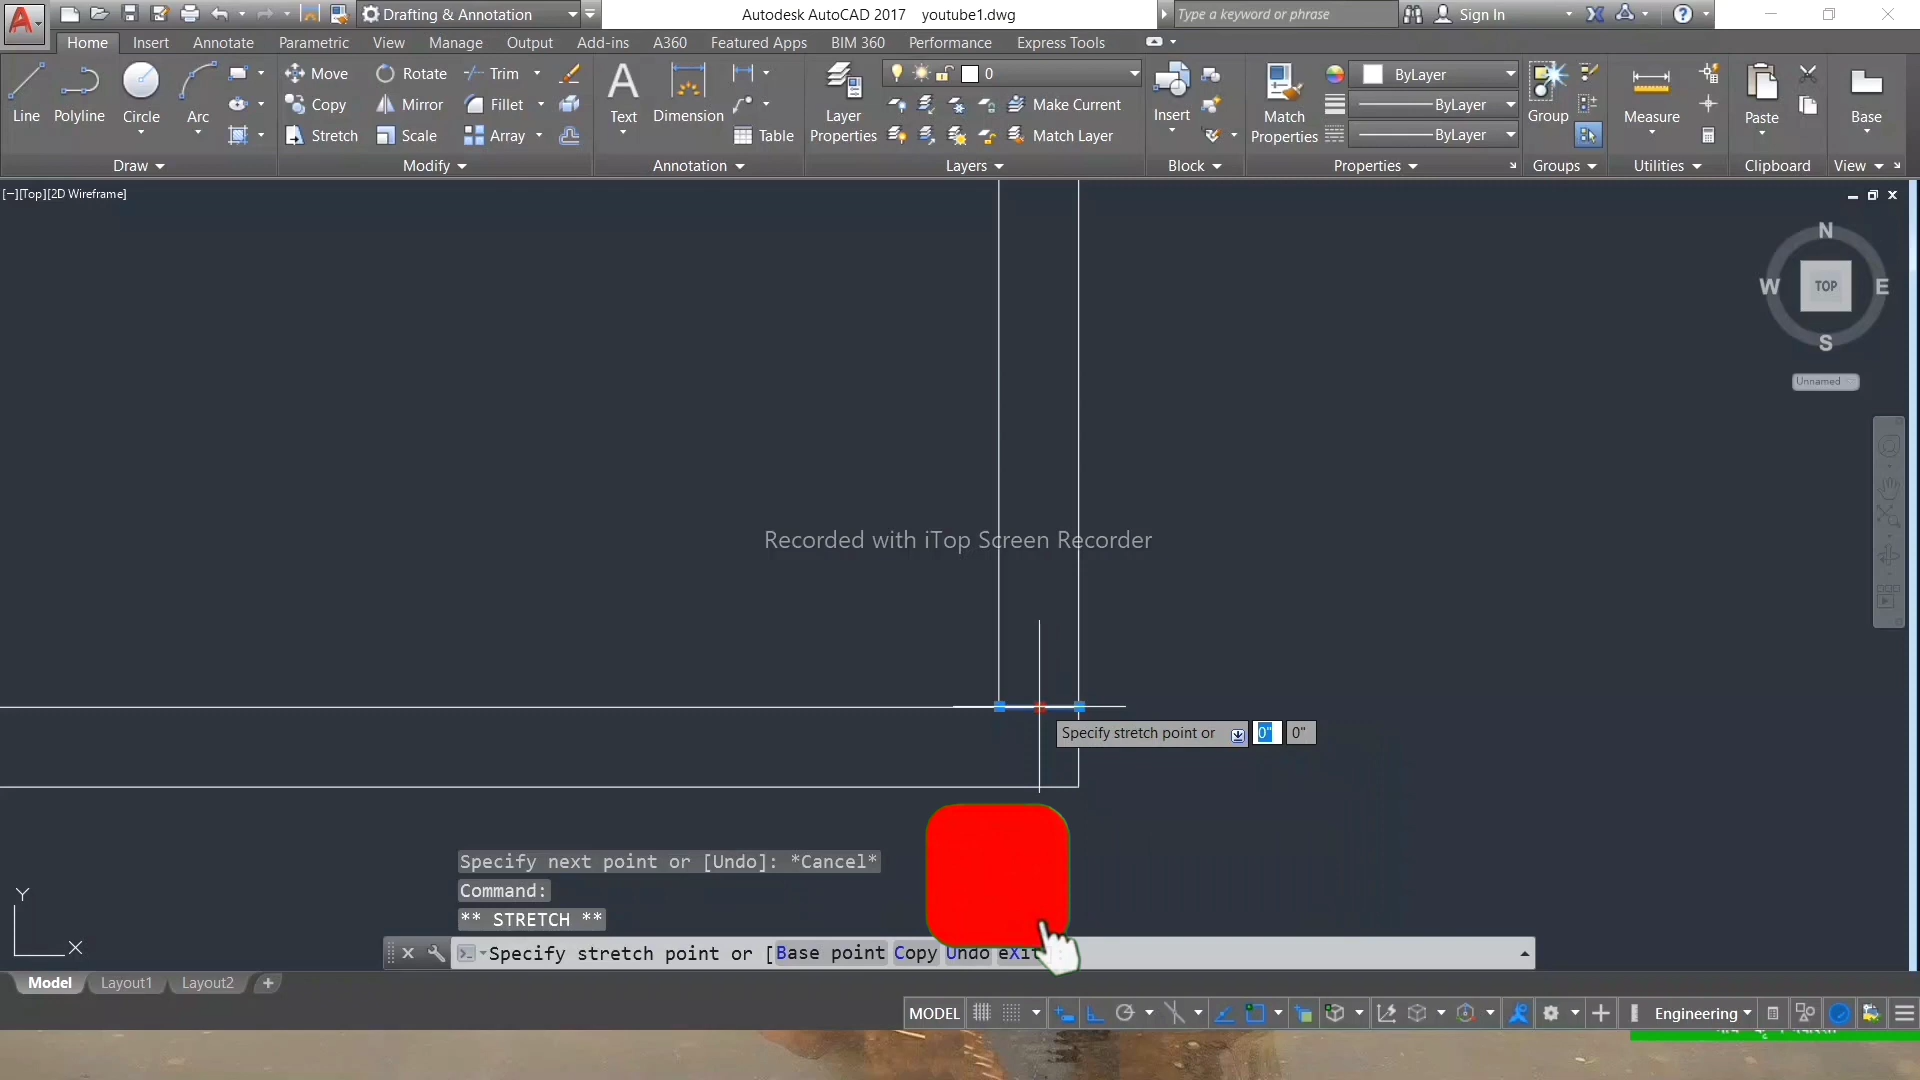 Drafting & Annotation
Autodesk AutoCAD 2017 youtube1.dwg
Type a keyword or phrase
Sign In
Home Insert Annotate Parametric View Manage Output Add-ins A360 Featured Apps BIM 360 Performance Express Tools
Line Polyline Circle Arc
Move Rotate Trim
Copy Mirror Fillet
Stretch Scale Array
Text Dimension Table
Layer Properties
0
Make Current
Match Layer
Insert
Match Properties
ByLayer
ByLayer
ByLayer
Group
Measure
Paste
Base
Draw Modify Annotation Layers Block Properties Groups Utilities Clipboard View
[−][Top][2D Wireframe]
N
W TOP E
S
Unnamed
Recorded with iTop Screen Recorder
Specify stretch point or 0" 0"
Specify next point or [Undo]: *Cancel*
Command:
** STRETCH **
Specify stretch point or [Base point Copy Undo eXit
Y
X
Model Layout1 Layout2 +
MODEL Engineering